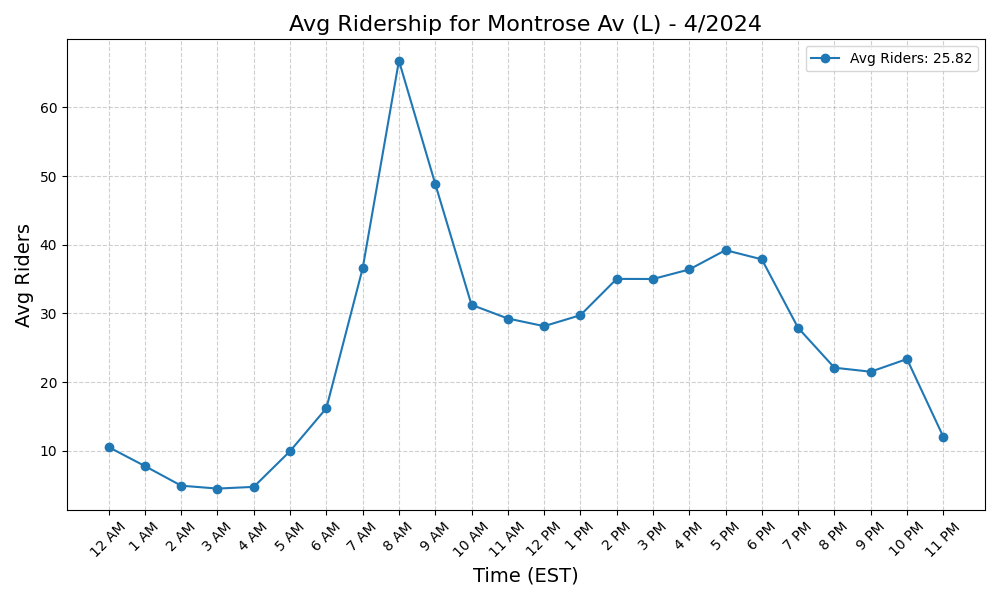 Avg Ridership for Montrose Av (L) - 4/2024
Avg Riders: 25.82
Avg Riders
60
50
40
30
20
10
12 AM
1 AM
2 AM
3 AM
4 AM
5 AM
6 AM
7 AM
8 AM
9 AM
10 AM
11 AM
12 PM
1 PM
2 PM
3 PM
4 PM
5 PM
6 PM
7 PM
8 PM
9 PM
10 PM
11 PM
Time (EST)